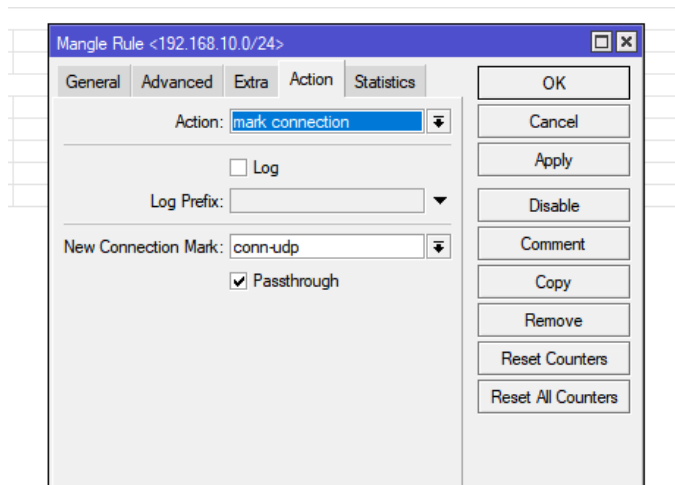 Mangle Rule <192.168.10.0/24>
General Advanced Extra Action Statistics
Action: mark connection
Log
Log Prefix:
New Connection Mark: conn-udp
Passthrough
OK
Cancel
Apply
Disable
Comment
Copy
Remove
Reset Counters
Reset All Counters